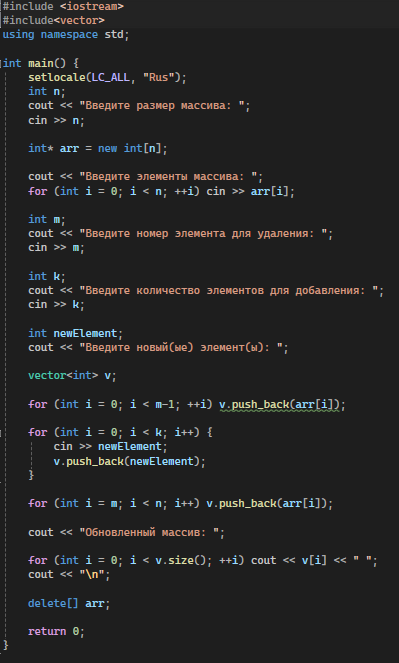 #include <iostream>
#include<vector>
using namespace std;
int main() {
setlocale(LC_ALL, "Rus");
int n;
cout << "Введите размер массива: ";
cin >> n;
int* arr = new int[n];
cout << "Введите элементы массива: ";
for (int i = 0; i < n; ++i) cin >> arr[i];
int m;
cout << "Введите номер элемента для удаления: ";
cin >> m;
int k;
cout << "Введите количество элементов для добавления: ";
cin >> k;
int newElement;
cout << "Введите новый(ые) элемент(ы): ";
vector<int> v;
for (int i = 0; i < m-1; ++i) v.push_back(arr[i]);
for (int i = 0; i < k; i++) {
cin >> newElement;
v.push_back(newElement);
}
for (int i = m; i < n; i++) v.push_back(arr[i]);
cout << "Обновленный массив: ";
for (int i = 0; i < v.size(); ++i) cout << v[i] << " ";
cout << "\n";
delete[] arr;
return 0;
}